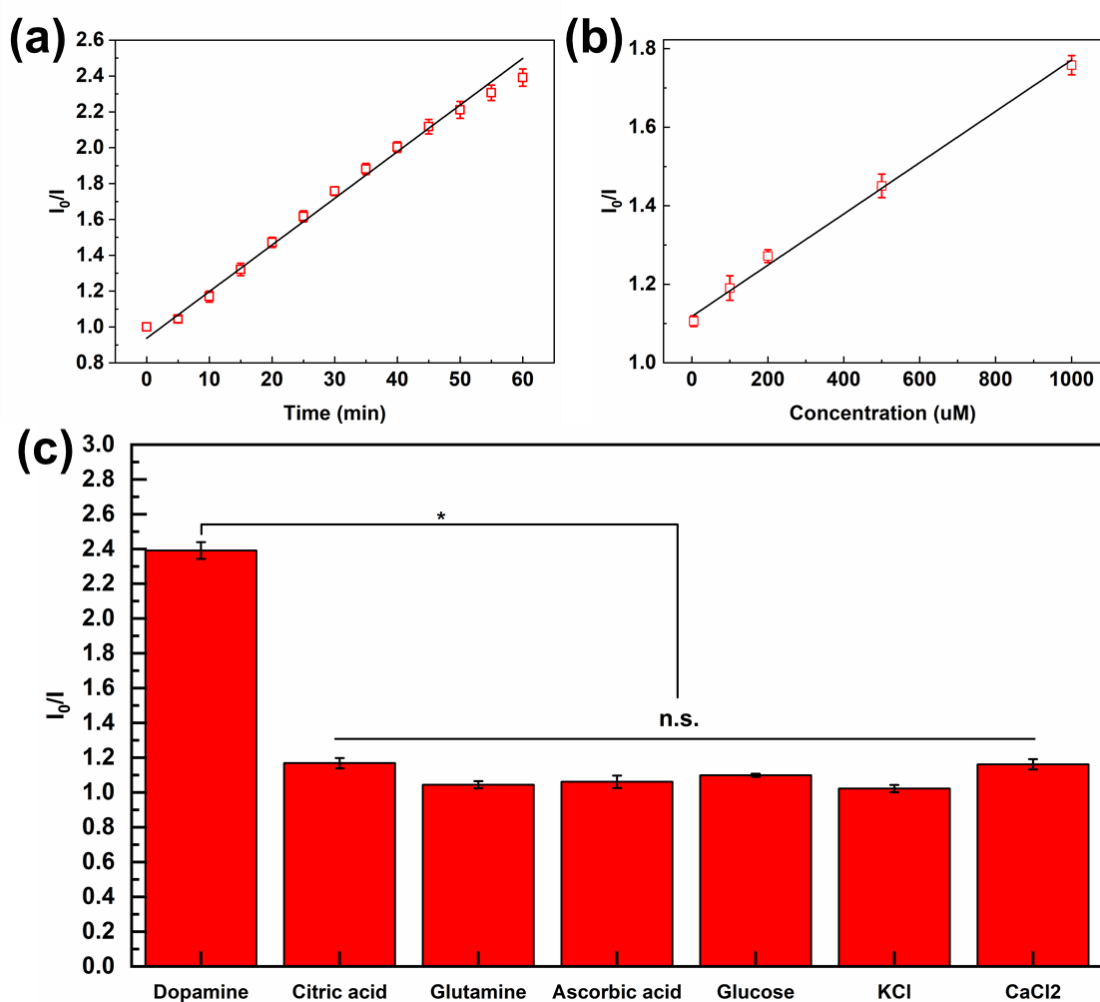 (a)
2.6
2.4
2.2
2.0
1.8
1.6
1.4
1.2
1.0
0.8
I₀/I
0 10 20 30 40 50 60
Time (min)
(b)
1.8
1.6
1.4
1.2
1.0
I₀/I
0 200 400 600 800 1000
Concentration (uM)
(c)
3.0
2.8
2.6
2.4
2.2
2.0
1.8
1.6
1.4
1.2
1.0
0.8
0.6
0.4
0.2
0.0
I₀/I
*
n.s.
Dopamine Citric acid Glutamine Ascorbic acid Glucose KCl CaCl2